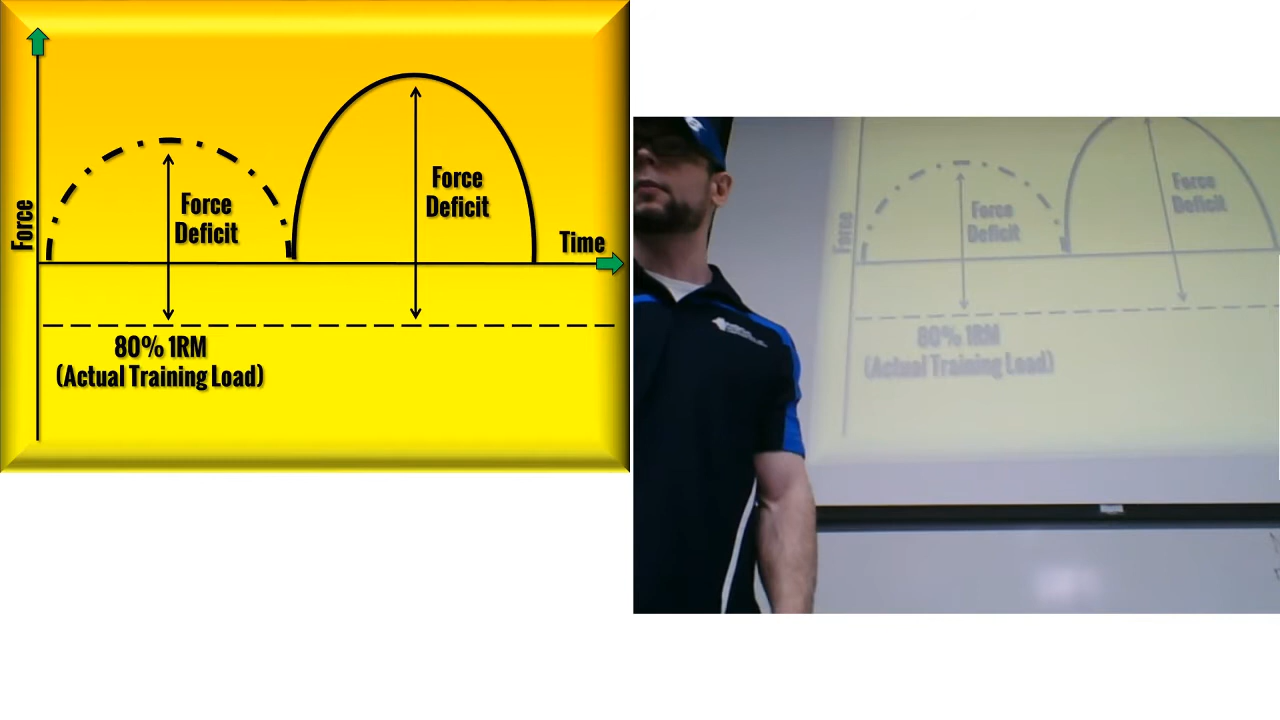 Force
Force
Deficit
Force
Deficit
Time
80% 1RM
(Actual Training Load)
Force
Force
Deficit
Force
Deficit
80% 1RM
(Actual Training Load)